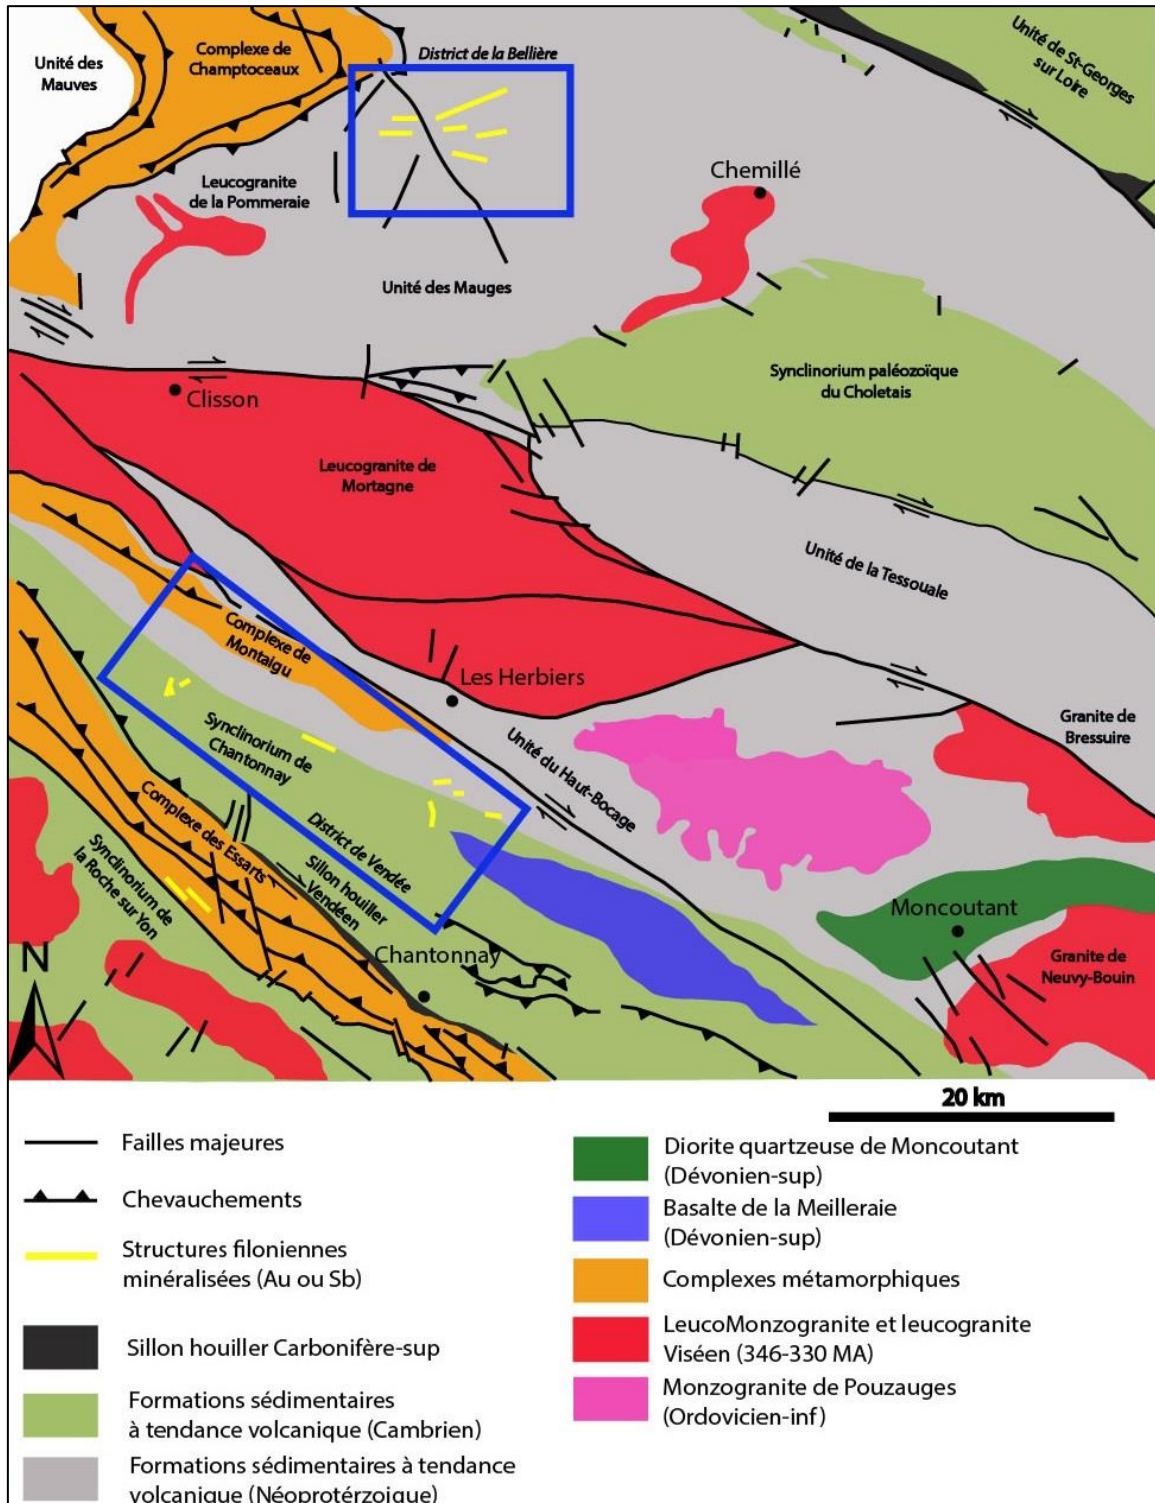 Unité des
Mauves
Complexe de
Champtoceaux
District de la Bellière
Unité de St-Georges
sur Loire
Leucogranite
de la Pommeraie
Chemillé
Unité des Mauges
Clisson
Synclinorium paléozoïque
du Choletais
Leucogranite de
Mortagne
Unité de la Tessouale
Complexe de
Montaigu
Les Herbiers
Synclinorium de
Chantonnay
Unité du Haut-Bocage
Granite de
Bressuire
Complexe des Essarts
District de Vendée
Sillon houiller
Vendéen
Synclinorium de
la Roche sur Yon
Moncoutant
Chantonnay
Granite de
Neuvy-Bouin
N
20 km
Failles majeures
Chevauchements
Structures filoniennes
minéralisées (Au ou Sb)
Sillon houiller Carbonifère-sup
Formations sédimentaires
à tendance volcanique (Cambrien)
Formations sédimentaires à tendance
volcanique (Néoprotérzoique)
Diorite quartzeuse de Moncoutant
(Dévonien-sup)
Basalte de la Meilleraie
(Dévonien-sup)
Complexes métamorphiques
LeucoMonzogranite et leucogranite
Viséen (346-330 MA)
Monzogranite de Pouzauges
(Ordovicien-inf)